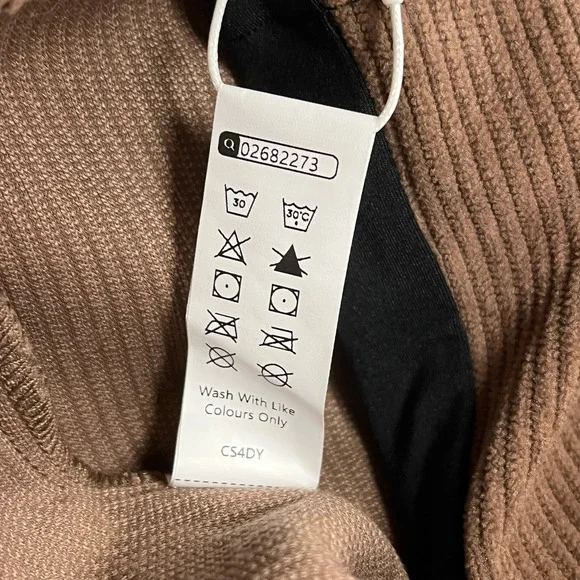 02682273
30 30°C
Wash With Like
Colours Only
CS4DY